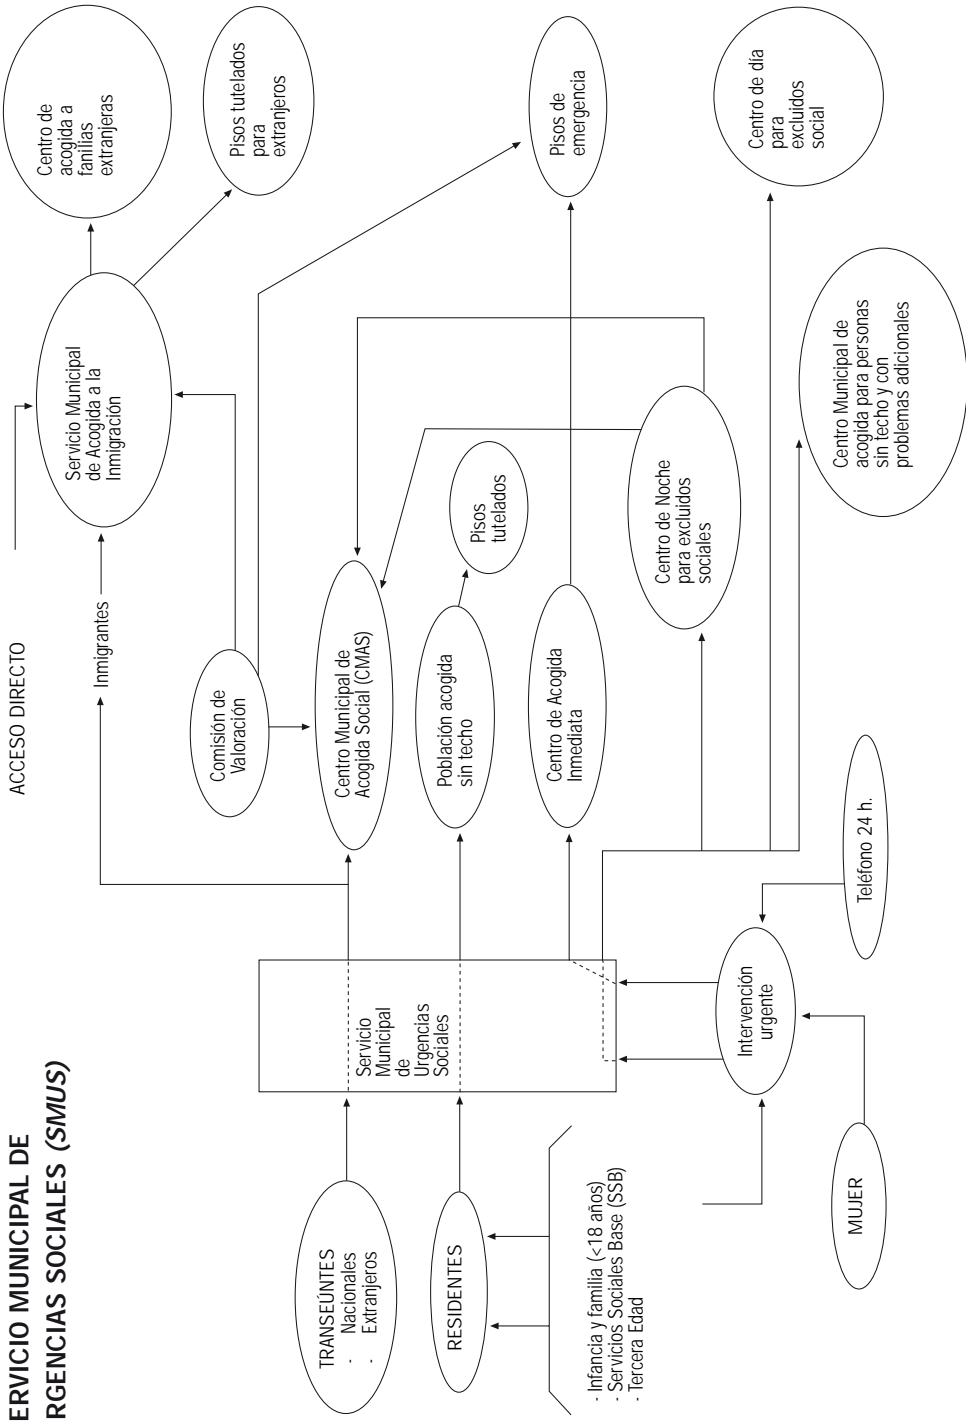 ERVICIO MUNICIPAL DE
RGENCIAS SOCIALES (SMUS)
ACCESO DIRECTO
TRANSEÚNTES
- Nacionales
- Extranjeros
RESIDENTES
- Infancia y familia (<18 años)
- Servicios Sociales Base (SSB)
- Tercera Edad
MUJER
Servicio
Municipal
de
Urgencias
Sociales
Intervención
urgente
Teléfono 24 h.
Inmigrantes
Comisión de
Valoración
Centro Municipal de
Acogida Social (CMAS)
Población acogida
sin techo
Centro de Acogida
Inmediata
Servicio Municipal
de Acogida a la
Inmigración
Pisos
tutelados
Centro de Noche
para excluidos
sociales
Centro Municipal de
acogida para personas
sin techo y con
problemas adicionales
Centro de
acogida a
fanilias
extranjeras
Pisos tutelados
para
extranjeros
Pisos de
emergencia
Centro de día
para
excluidos
social